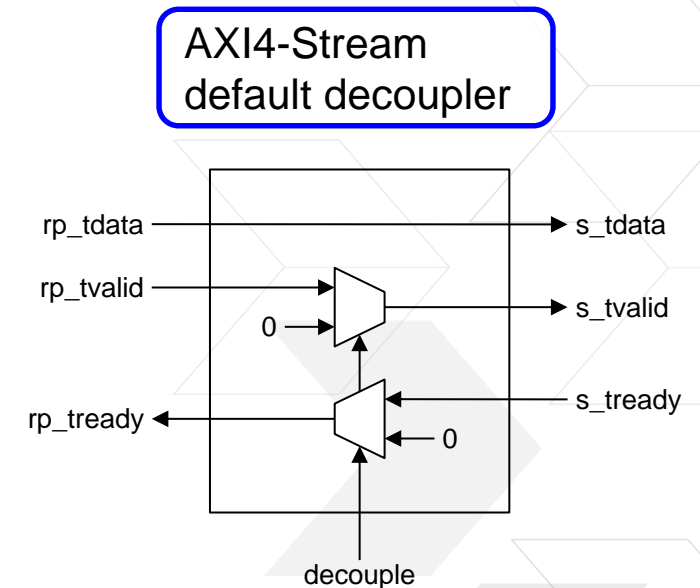 AXI4-Stream
default decoupler
rp_tdata
s_tdata
rp_tvalid
s_tvalid
0
s_tready
rp_tready
0
decouple